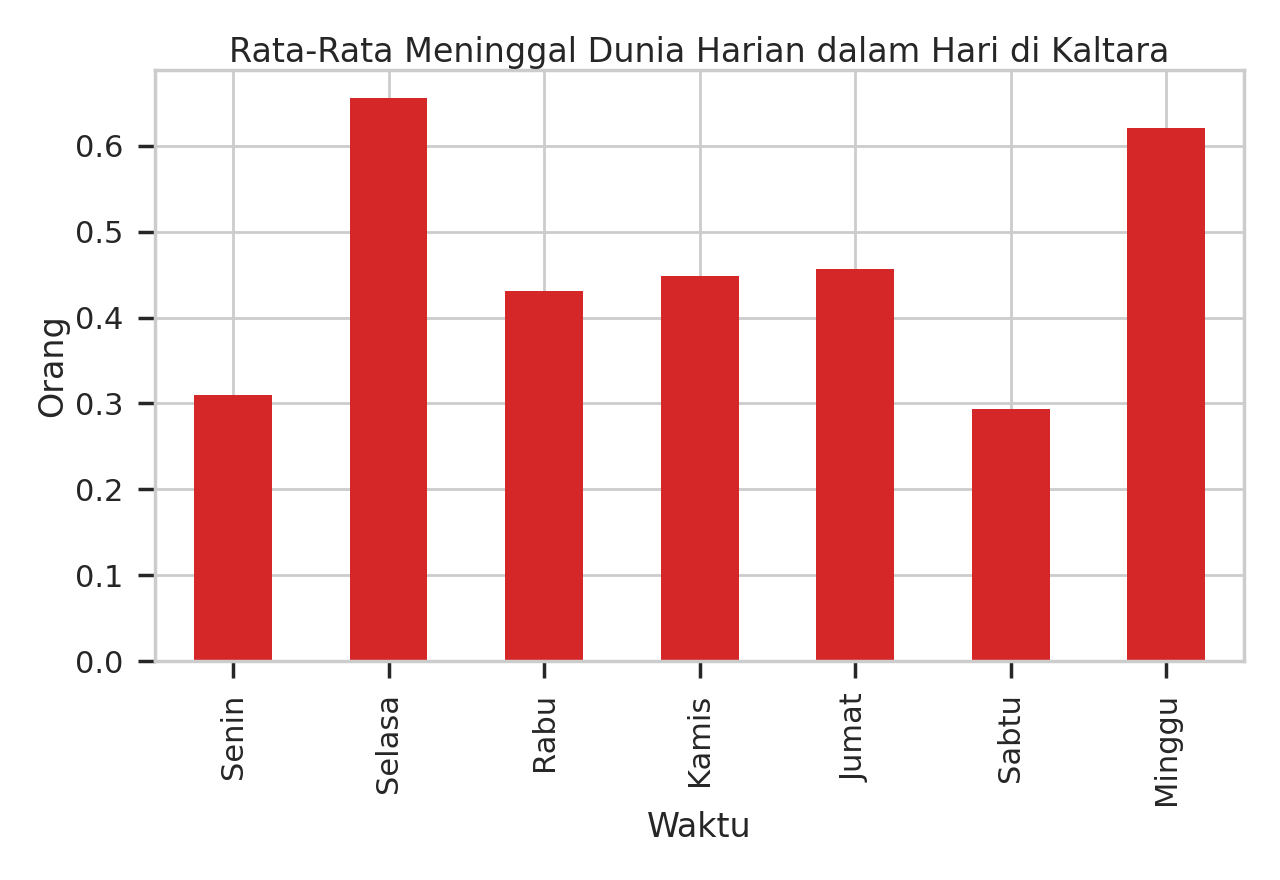 Rata-Rata Meninggal Dunia Harian dalam Hari di Kaltara
Orang
0.6
0.5
0.4
0.3
0.2
0.1
0.0
Senin
Selasa
Rabu
Kamis
Jumat
Sabtu
Minggu
Waktu